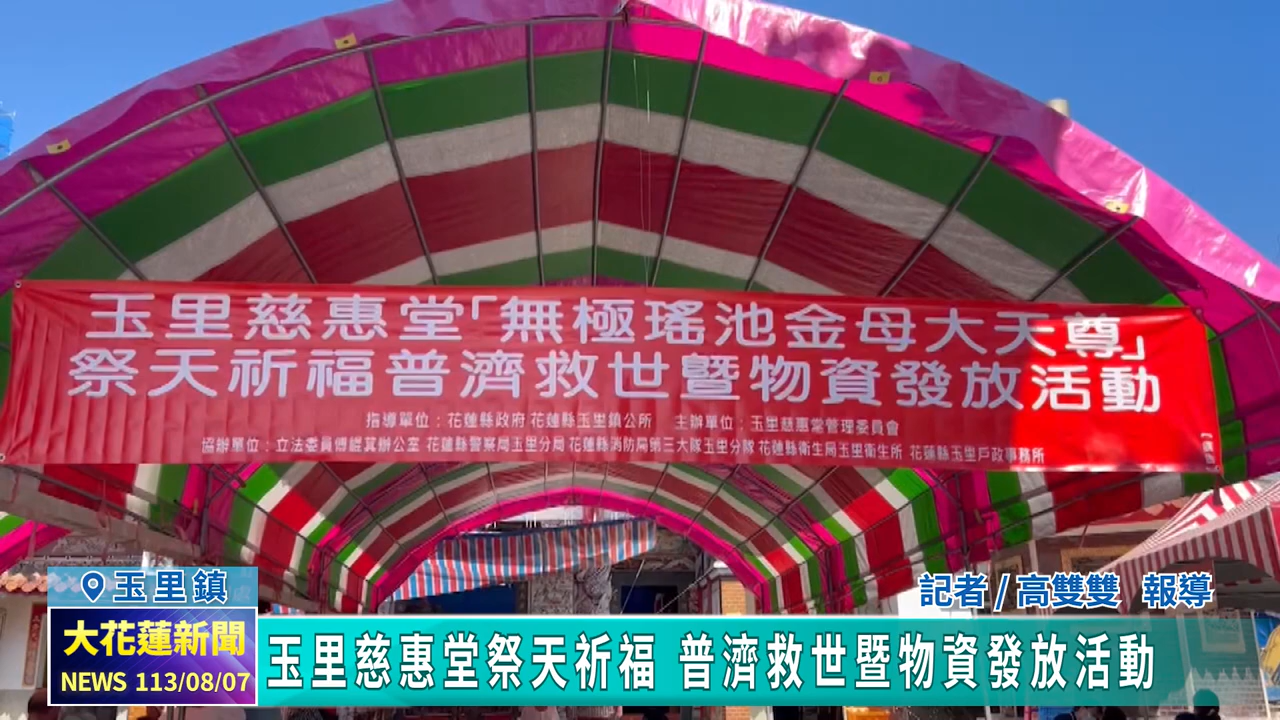 玉里慈惠堂「無極瑤池金母大天尊」
祭天祈福普濟救世暨物資發放活動
指導單位：花蓮縣政府 花蓮縣玉里鎮公所 主辦單位：玉里慈惠堂管理委員會
協辦單位：立法委員傅崐萁辦公室 花蓮縣警察局玉里分局 花蓮縣消防局第三大隊玉里分隊 花蓮縣衛生局玉里衛生所 花蓮縣玉里戶政事務所
玉里鎮
記者/高雙雙 報導
大花蓮新聞
NEWS 113/08/07
玉里慈惠堂祭天祈福 普濟救世暨物資發放活動